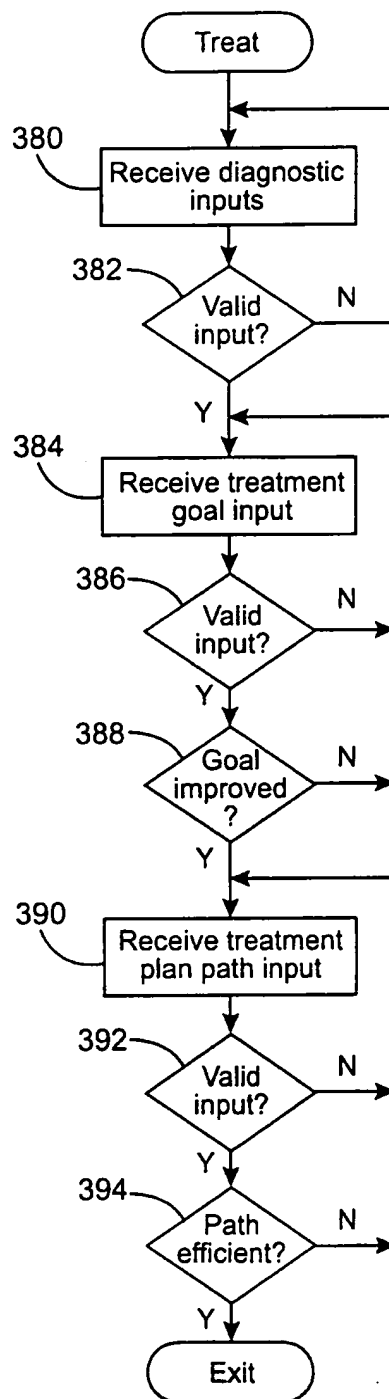 Treat
380
Receive diagnostic
inputs
382
Valid
input?
N
Y
384
Receive treatment
goal input
386
Valid
input?
N
Y
388
Goal
improved
?
N
Y
390
Receive treatment
plan path input
392
Valid
input?
N
Y
394
Path
efficient?
N
Y
Exit